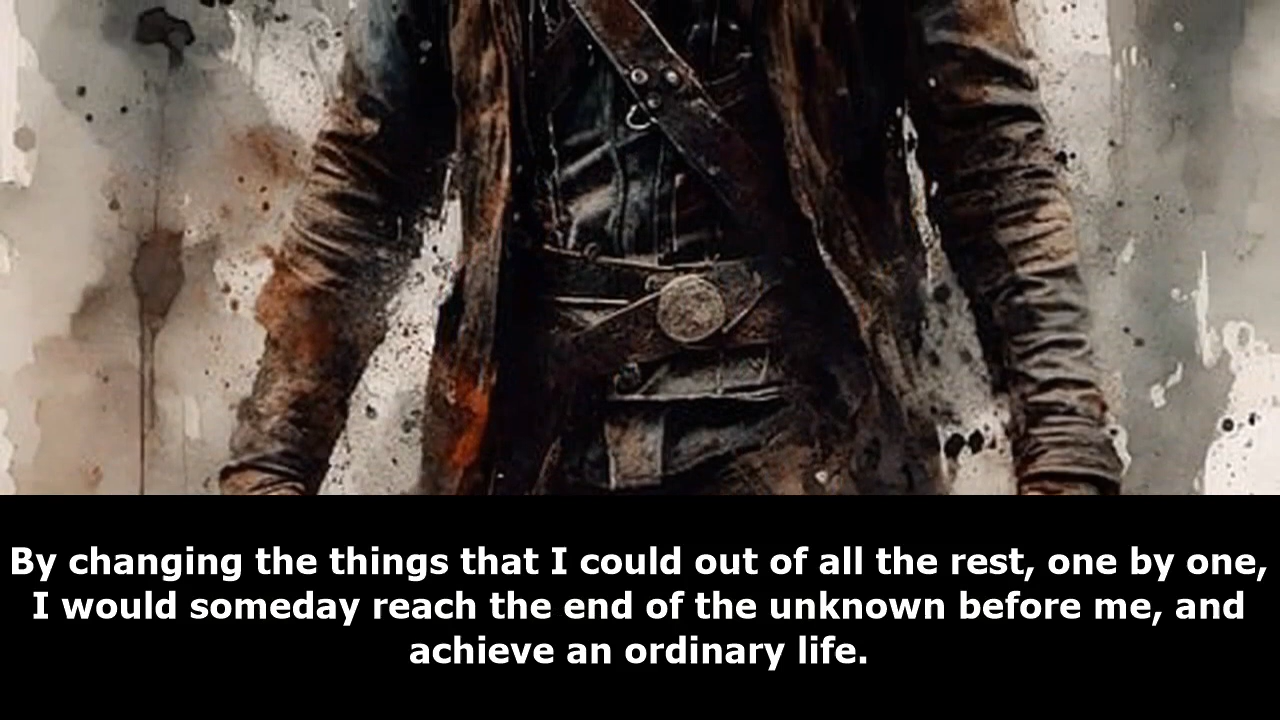 By changing the things that I could out of all the rest, one by one,
I would someday reach the end of the unknown before me, and
achieve an ordinary life.